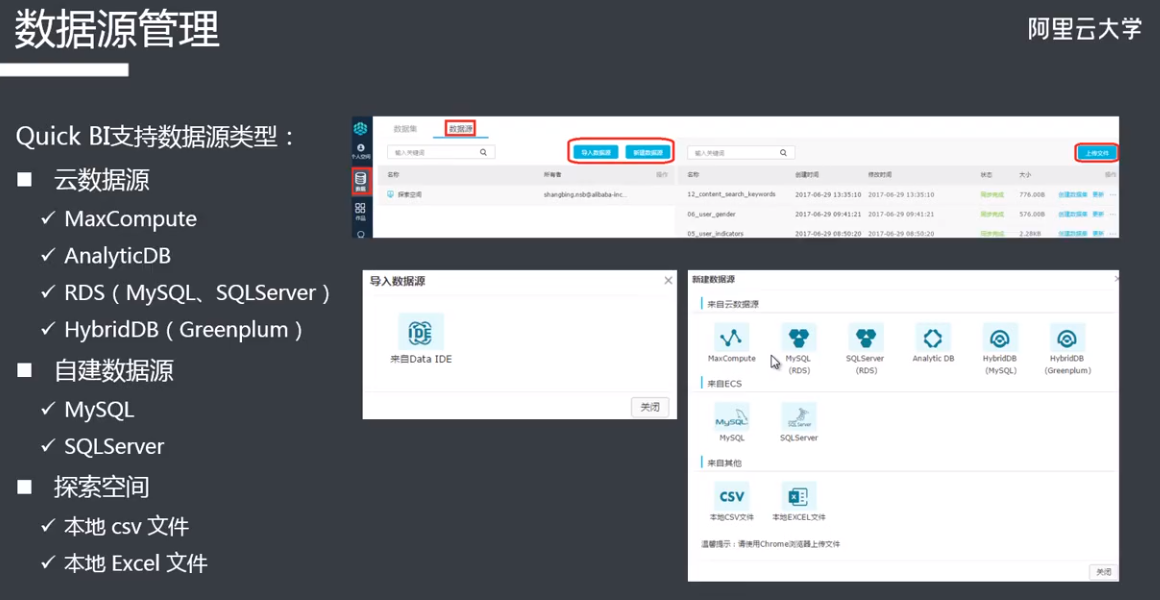 数据源管理
阿里云大学
Quick BI支持数据源类型：
■ 云数据源
✓ MaxCompute
✓ AnalyticDB
✓ RDS（MySQL、SQLServer）
✓ HybridDB（Greenplum）
■ 自建数据源
✓ MySQL
✓ SQLServer
■ 探索空间
✓ 本地 csv 文件
✓ 本地 Excel 文件
数据集 数据源
输入关键词 导入数据源 新建数据源 输入关键词 上传文件
名称 所有者 操作 名称 创建时间 修改时间 状态 大小 操作
探索空间 shangbing.msb@alibaba-inc... 12_content_search_keywords 2017-06-29 13:35:10 2017-06-29 13:35:10 同步完成 776.00B 创建数据集 更新 ...
06_user_gender 2017-06-29 09:41:21 2017-06-29 09:41:21 同步完成 576.00B 创建数据集 更新 ...
05_user_indicators 2017-06-29 08:50:20 2017-06-29 08:50:20 同步完成 2.28KB 创建数据集 更新 ...
个人空间
数据
作品
导入数据源
IDE
来自Data IDE
关闭
新建数据源
来自云数据源
MaxCompute MySQL (RDS) SQLServer (RDS) Analytic DB HybridDB (MySQL) HybridDB (Greenplum)
来自ECS
MySQL SQLServer
MySQL SQLServer
来自其他
CSV
本地CSV文件 本地EXCEL文件
温馨提示：请使用Chrome浏览器上传文件
关闭